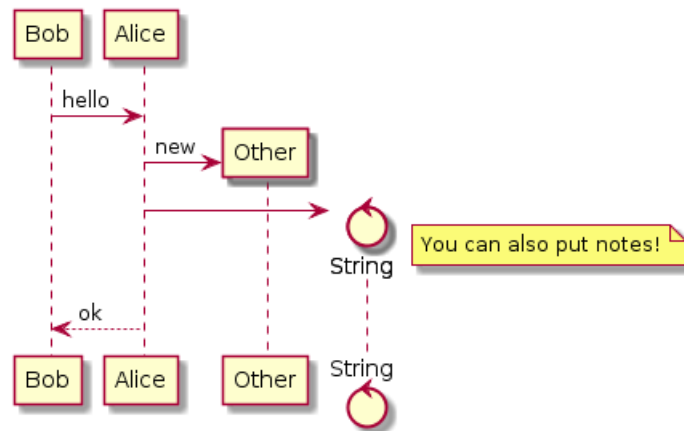 Bob Alice
hello
new
Other
You can also put notes!
String
ok
Bob Alice Other String